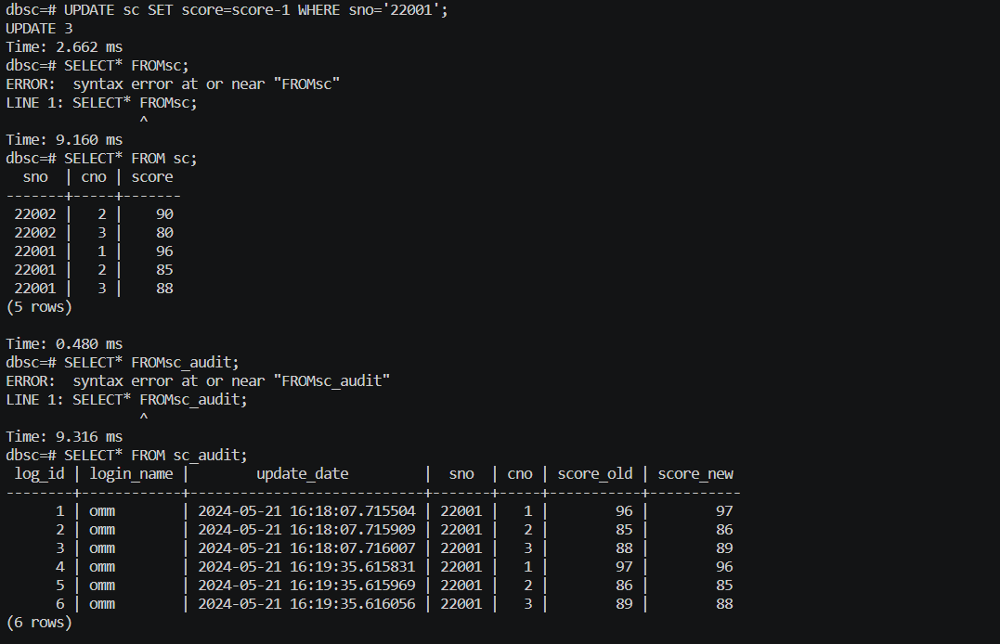 dbsc=# UPDATE sc SET score=score-1 WHERE sno='22001';
UPDATE 3
Time: 2.662 ms
dbsc=# SELECT* FROMsc;
ERROR:  syntax error at or near "FROMsc"
LINE 1: SELECT* FROMsc;
                ^
Time: 9.160 ms
dbsc=# SELECT* FROM sc;
  sno  | cno | score
-------+-----+-------
 22002 |   2 |    90
 22002 |   3 |    80
 22001 |   1 |    96
 22001 |   2 |    85
 22001 |   3 |    88
(5 rows)

Time: 0.480 ms
dbsc=# SELECT* FROMsc_audit;
ERROR:  syntax error at or near "FROMsc_audit"
LINE 1: SELECT* FROMsc_audit;
                ^
Time: 9.316 ms
dbsc=# SELECT* FROM sc_audit;
 log_id | login_name |        update_date         |  sno  | cno | score_old | score_new
--------+------------+----------------------------+-------+-----+-----------+-----------
      1 | omm        | 2024-05-21 16:18:07.715504 | 22001 |   1 |        96 |        97
      2 | omm        | 2024-05-21 16:18:07.715909 | 22001 |   2 |        85 |        86
      3 | omm        | 2024-05-21 16:18:07.716007 | 22001 |   3 |        88 |        89
      4 | omm        | 2024-05-21 16:19:35.615831 | 22001 |   1 |        97 |        96
      5 | omm        | 2024-05-21 16:19:35.615969 | 22001 |   2 |        86 |        85
      6 | omm        | 2024-05-21 16:19:35.616056 | 22001 |   3 |        89 |        88
(6 rows)